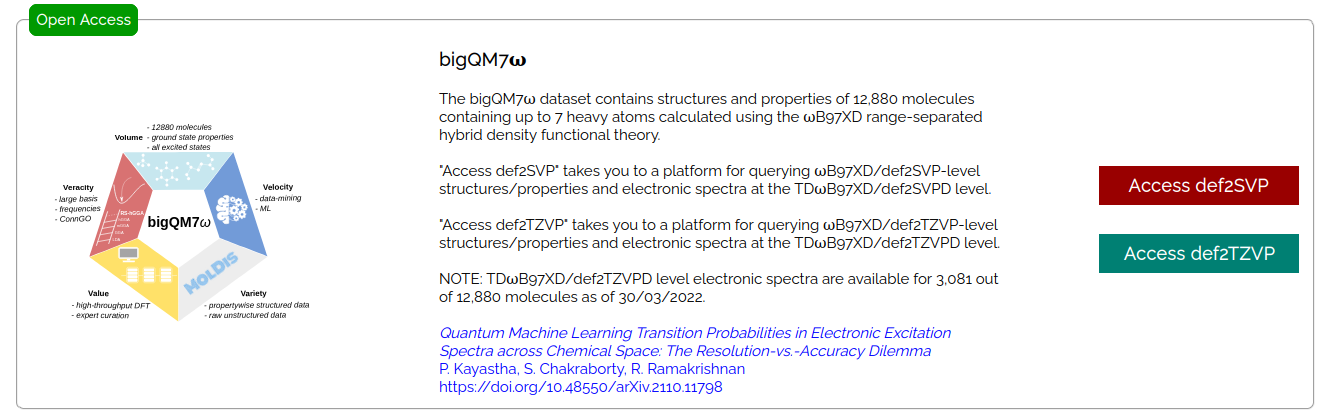 Open Access
- 12880 molecules
Volume - ground state properties
- all excited states
Veracity
- large basis
- frequencies
- ConnGO
RS-hGGA
hGGA
mGGA
GGA
LDA
bigQM7ω
Velocity
- data-mining
- ML
MOLDIS
Value
- high-throughput DFT
- expert curation
Variety
- propertywise structured data
- raw unstructured data
bigQM7ω
The bigQM7ω dataset contains structures and properties of 12,880 molecules
containing up to 7 heavy atoms calculated using the ωB97XD range-separated
hybrid density functional theory.
"Access def2SVP" takes you to a platform for querying ωB97XD/def2SVP-level
structures/properties and electronic spectra at the TDωB97XD/def2SVPD level.
"Access def2TZVP" takes you to a platform for querying ωB97XD/def2TZVP-level
structures/properties and electronic spectra at the TDωB97XD/def2TZVPD level.
NOTE: TDωB97XD/def2TZVPD level electronic spectra are available for 3,081 out
of 12,880 molecules as of 30/03/2022.
Quantum Machine Learning Transition Probabilities in Electronic Excitation
Spectra across Chemical Space: The Resolution-vs.-Accuracy Dilemma
P. Kayastha, S. Chakraborty, R. Ramakrishnan
https://doi.org/10.48550/arXiv.2110.11798
Access def2SVP
Access def2TZVP